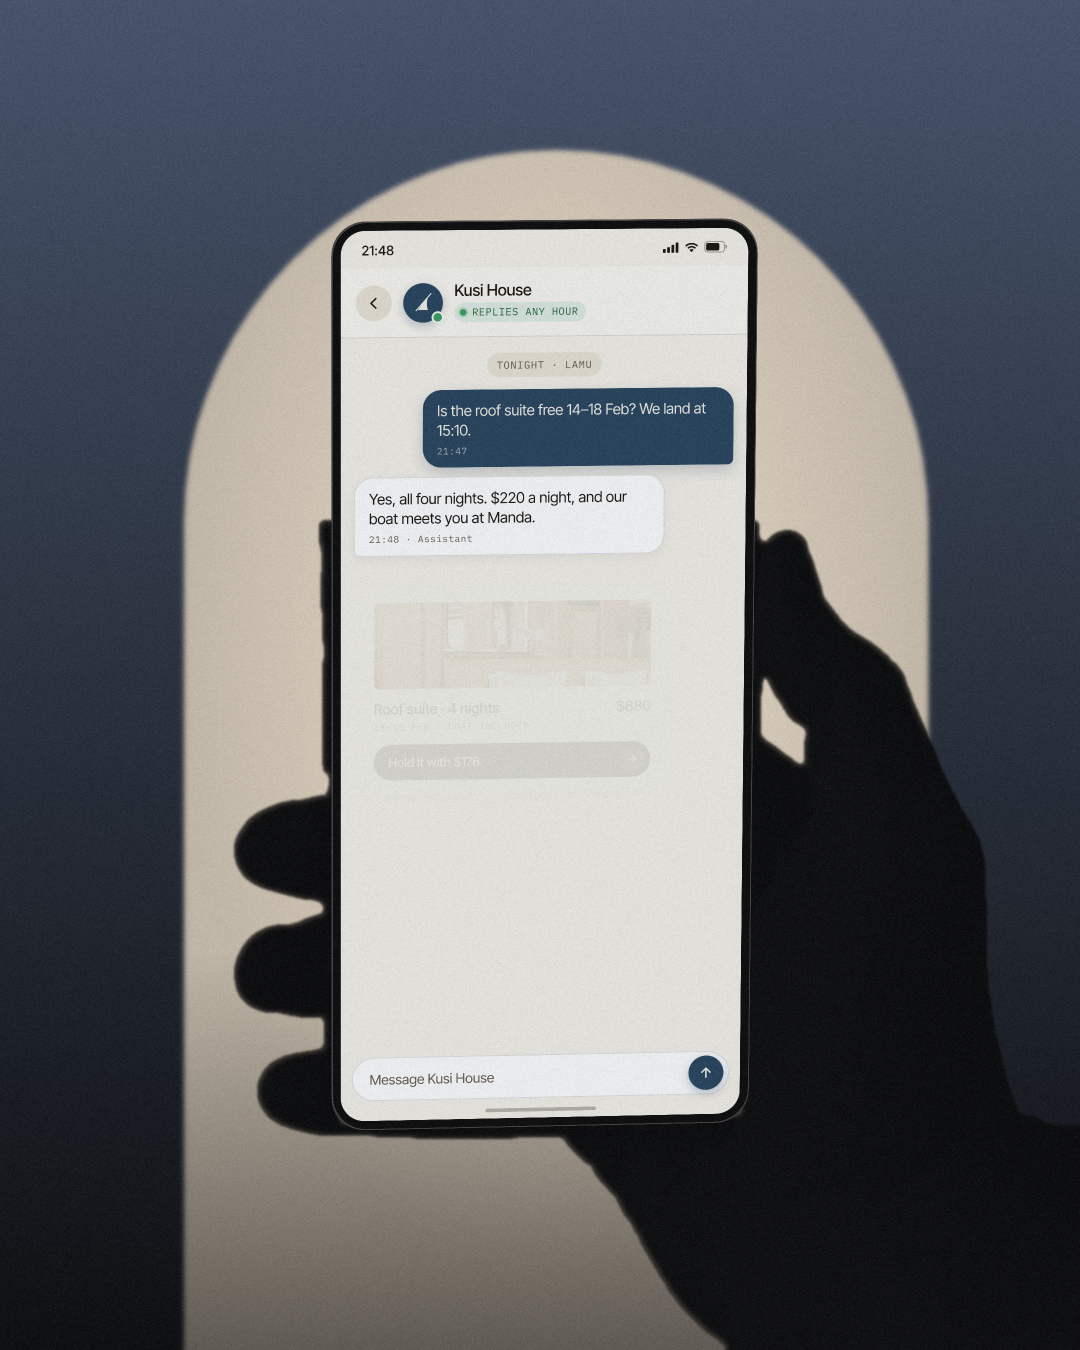 21:48
Kusi House
REPLIES ANY HOUR
TONIGHT · LAMU
Is the roof suite free 14–18 Feb? We land at
15:10.
21:47
Yes, all four nights. $220 a night, and our
boat meets you at Manda.
21:48 · Assistant
Roof suite · 4 nights
$880
Hold it with $176
Message Kusi House